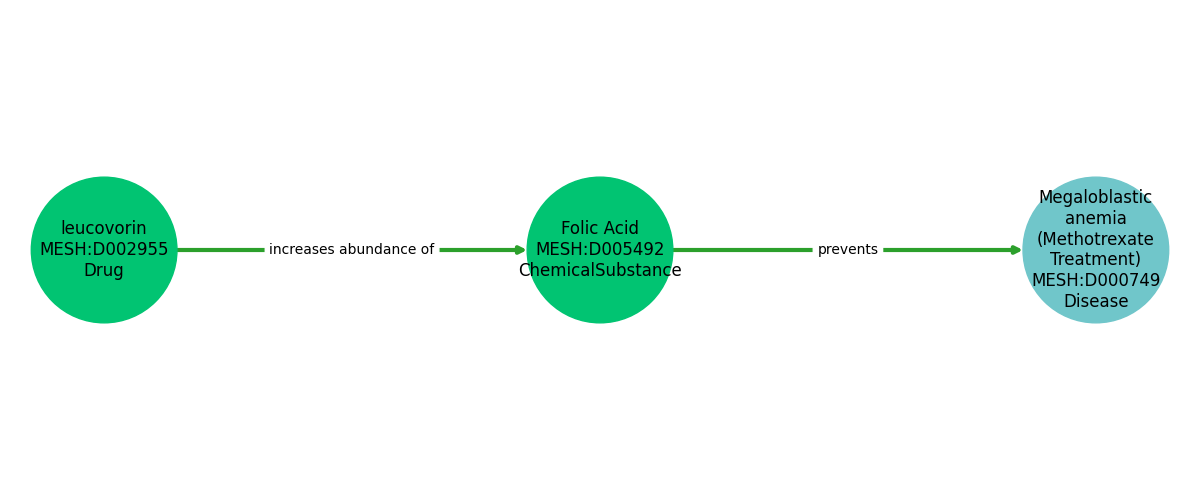 leucovorin
MESH:D002955
Drug
increases abundance of
Folic Acid
MESH:D005492
ChemicalSubstance
prevents
Megaloblastic
anemia
(Methotrexate
Treatment)
MESH:D000749
Disease